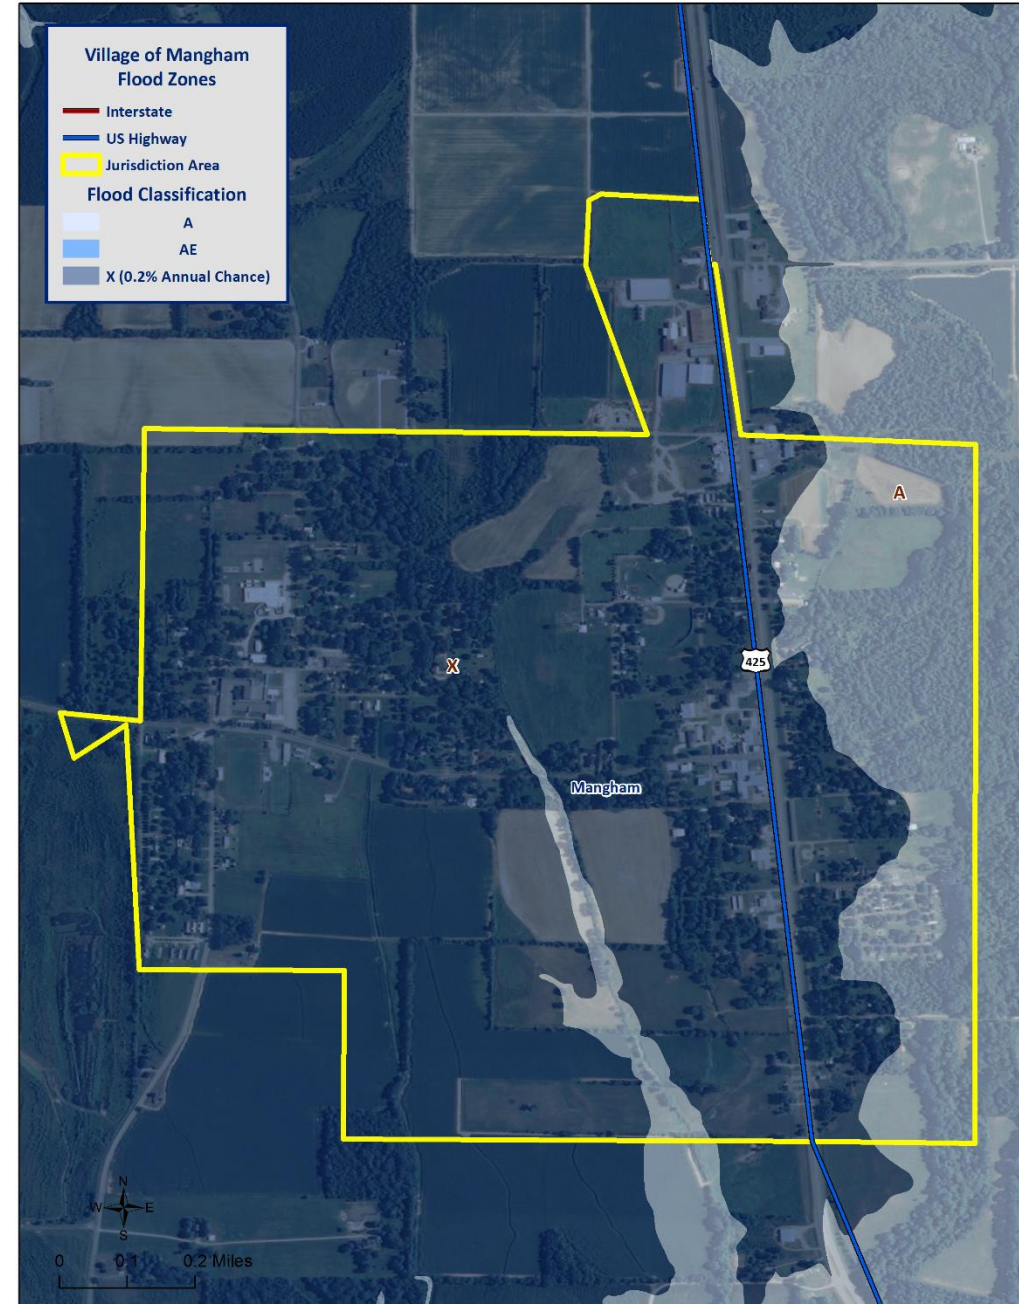 Village of Mangham
Flood Zones
Interstate
US Highway
Jurisdiction Area
Flood Classification
A
AE
X (0.2% Annual Chance)
A
X
425
Mangham
N
W E
S
0 0.1 0.2 Miles